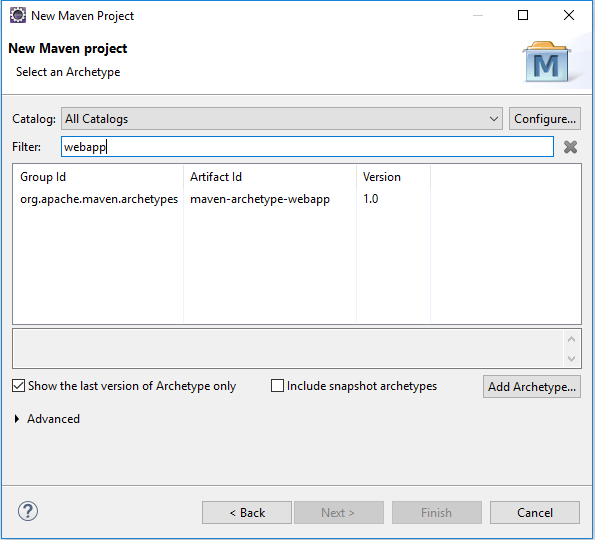 New Maven Project
New Maven project
Select an Archetype
M
Catalog: All Catalogs Configure...
Filter: webapp
Group Id Artifact Id Version
org.apache.maven.archetypes maven-archetype-webapp 1.0
Show the last version of Archetype only Include snapshot archetypes Add Archetype...
Advanced
? < Back Next > Finish Cancel